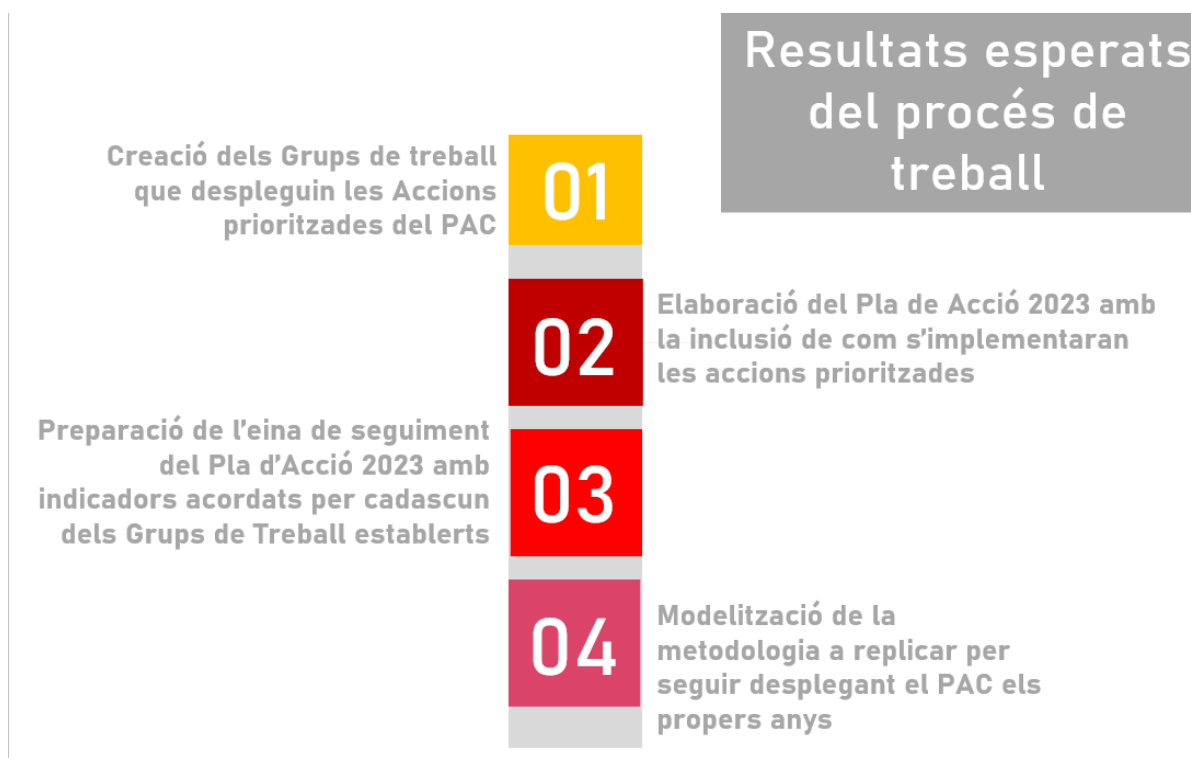 Resultats esperats
del procés de
treball
Creació dels Grups de treball
que despleguin les Accions
prioritzades del PAC
01
02
Elaboració del Pla de Acció 2023 amb
la inclusió de com s’implementaran
les accions prioritzades
Preparació de l’eina de seguiment
del Pla d’Acció 2023 amb
indicadors acordats per cadascun
dels Grups de Treball establerts
03
04
Modelització de la
metodologia a replicar per
seguir desplegant el PAC els
propers anys